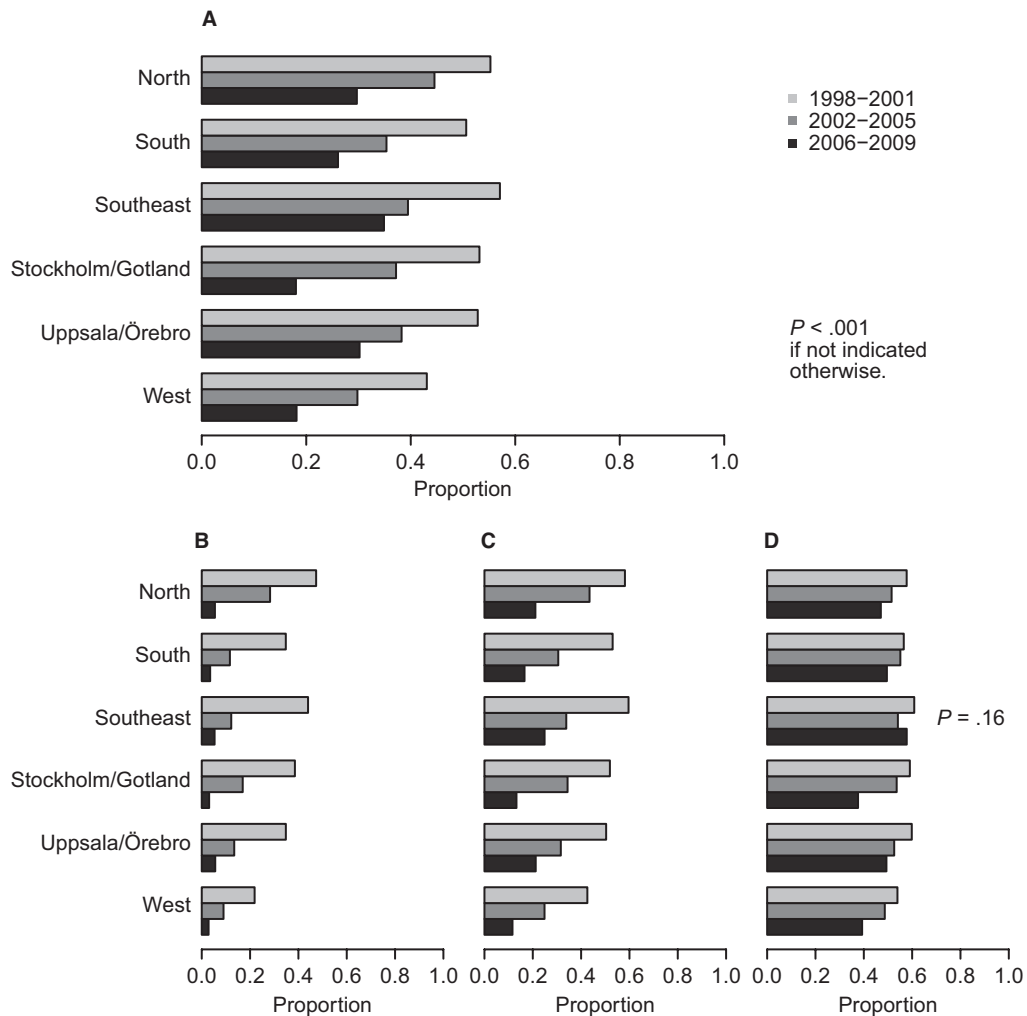 A
North
South
Southeast
Stockholm/Gotland
Uppsala/Örebro
West
0.0 0.2 0.4 0.6 0.8 1.0
Proportion
1998–2001
2002–2005
2006–2009
P < .001
if not indicated
otherwise.
B C D
North
South
Southeast
P = .16
Stockholm/Gotland
Uppsala/Örebro
West
0.0 0.2 0.4 0.6 0.8 1.0 0.0 0.2 0.4 0.6 0.8 1.0 0.0 0.2 0.4 0.6 0.8 1.0
Proportion Proportion Proportion